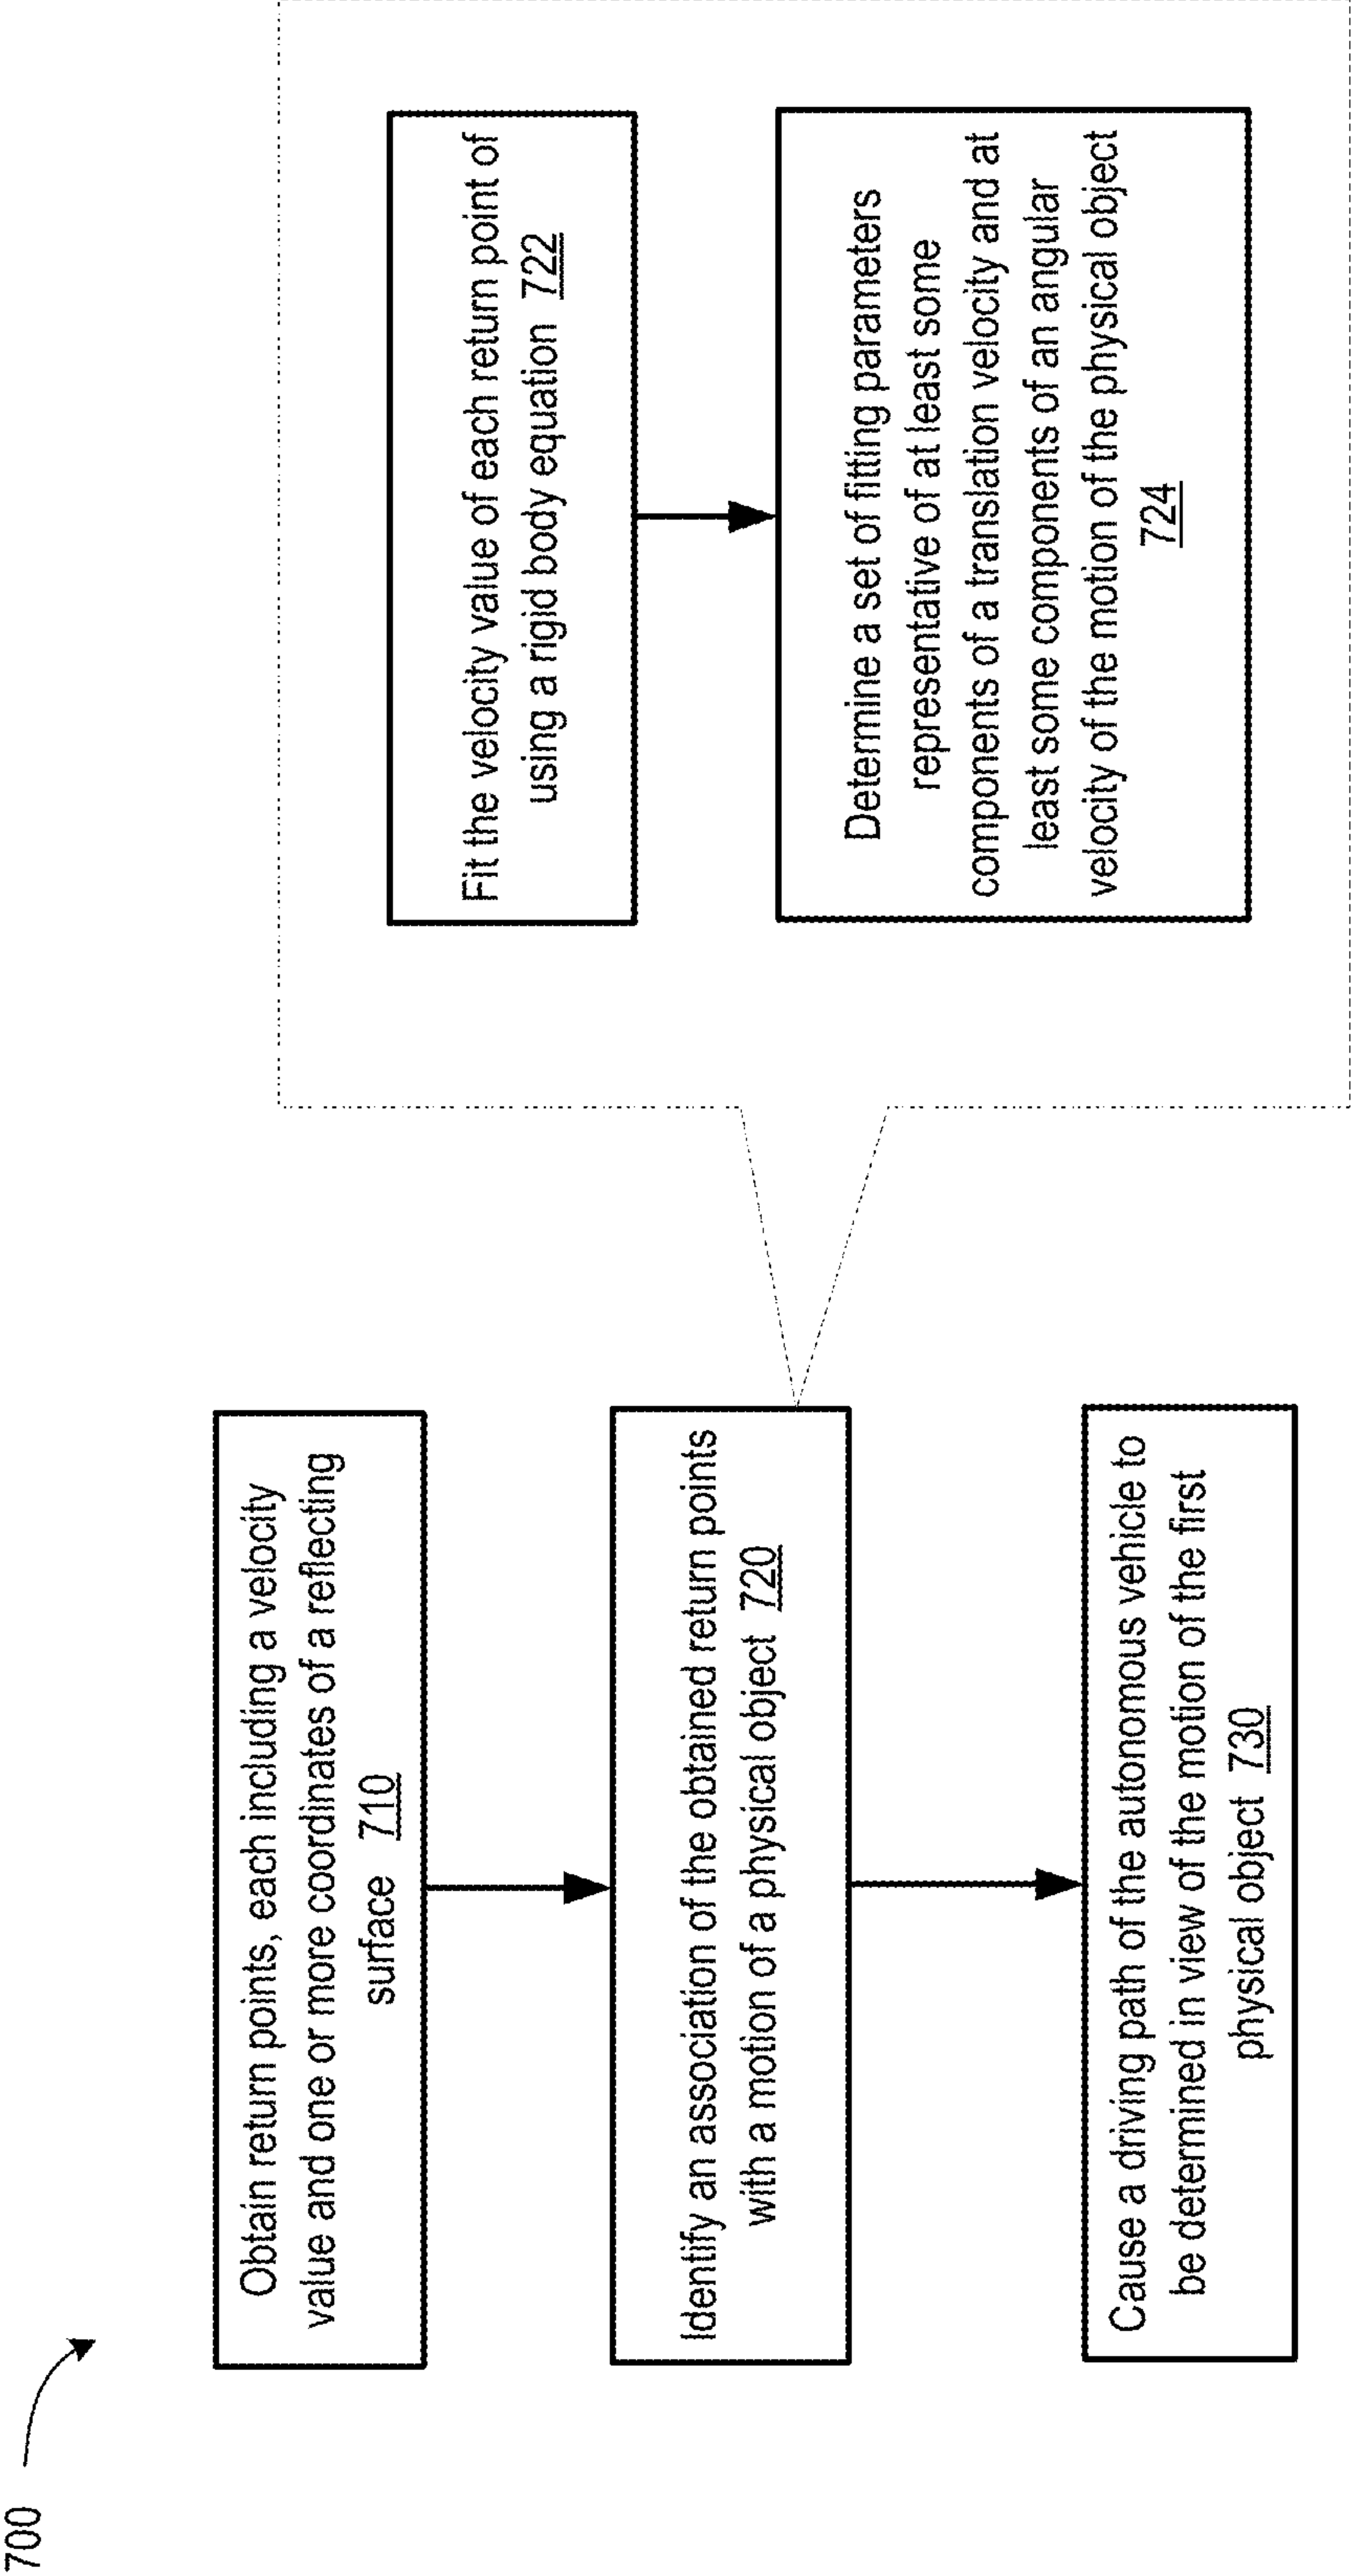 700
Obtain return points, each including a velocity
value and one or more coordinates of a reflecting
surface 710
Identify an association of the obtained return points
with a motion of a physical object 720
Cause a driving path of the autonomous vehicle to
be determined in view of the motion of the first
physical object 730
Fit the velocity value of each return point of
using a rigid body equation 722
Determine a set of fitting parameters
representative of at least some
components of a translation velocity and at
least some components of an angular
velocity of the motion of the physical object
724